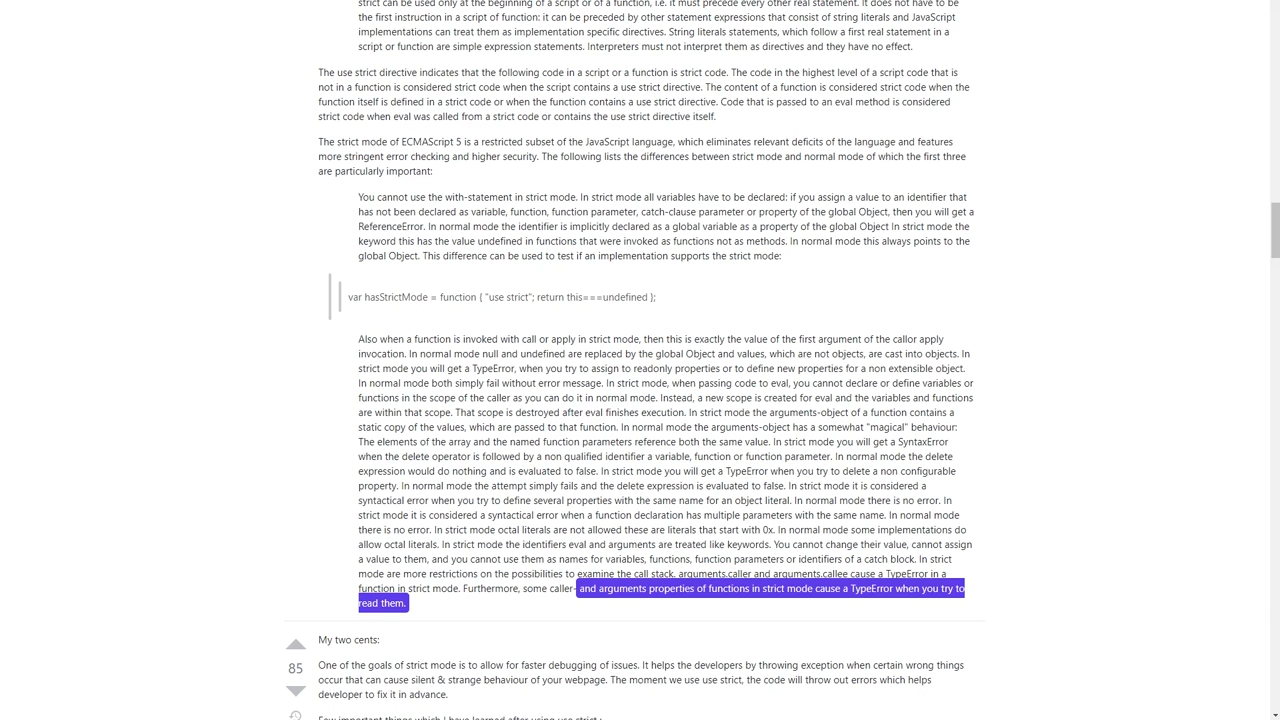 strict can be used only at the beginning of a script or of a function, i.e. it must precede every other real statement. It does not have to be
the first instruction in a script of function: it can be preceded by other statement expressions that consist of string literals and JavaScript
implementations can treat them as implementation specific directives. String literals statements, which follow a first real statement in a
script or function are simple expression statements. Interpreters must not interpret them as directives and they have no effect.
The use strict directive indicates that the following code in a script or a function is strict code. The code in the highest level of a script code that is
not in a function is considered strict code when the script contains a use strict directive. The content of a function is considered strict code when the
function itself is defined in a strict code or when the function contains a use strict directive. Code that is passed to an eval method is considered
strict code when eval was called from a strict code or contains the use strict directive itself.
The strict mode of ECMAScript 5 is a restricted subset of the JavaScript language, which eliminates relevant deficits of the language and features
more stringent error checking and higher security. The following lists the differences between strict mode and normal mode of which the first three
are particularly important:
You cannot use the with-statement in strict mode. In strict mode all variables have to be declared: if you assign a value to an identifier that
has not been declared as variable, function, function parameter, catch-clause parameter or property of the global Object, then you will get a
ReferenceError. In normal mode the identifier is implicitly declared as a global variable as a property of the global Object In strict mode the
keyword this has the value undefined in functions that were invoked as functions not as methods. In normal mode this always points to the
global Object. This difference can be used to test if an implementation supports the strict mode:
var hasStrictMode = function { "use strict"; return this===undefined };
Also when a function is invoked with call or apply in strict mode, then this is exactly the value of the first argument of the callor apply
invocation. In normal mode null and undefined are replaced by the global Object and values, which are not objects, are cast into objects. In
strict mode you will get a TypeError, when you try to assign to readonly properties or to define new properties for a non extensible object.
In normal mode both simply fail without error message. In strict mode, when passing code to eval, you cannot declare or define variables or
functions in the scope of the caller as you can do it in normal mode. Instead, a new scope is created for eval and the variables and functions
are within that scope. That scope is destroyed after eval finishes execution. In strict mode the arguments-object of a function contains a
static copy of the values, which are passed to that function. In normal mode the arguments-object has a somewhat "magical" behaviour:
The elements of the array and the named function parameters reference both the same value. In strict mode you will get a SyntaxError
when the delete operator is followed by a non qualified identifier a variable, function or function parameter. In normal mode the delete
expression would do nothing and is evaluated to false. In strict mode you will get a TypeError when you try to delete a non configurable
property. In normal mode the attempt simply fails and the delete expression is evaluated to false. In strict mode it is considered a
syntactical error when you try to define several properties with the same name for an object literal. In normal mode there is no error. In
strict mode it is considered a syntactical error when a function declaration has multiple parameters with the same name. In normal mode
there is no error. In strict mode octal literals are not allowed these are literals that start with 0x. In normal mode some implementations do
allow octal literals. In strict mode the identifiers eval and arguments are treated like keywords. You cannot change their value, cannot assign
a value to them, and you cannot use them as names for variables, functions, function parameters or identifiers of a catch block. In strict
mode are more restrictions on the possibilities to examine the call stack. arguments.caller and arguments.callee cause a TypeError in a
function in strict mode. Furthermore, some caller- and arguments properties of functions in strict mode cause a TypeError when you try to
read them.
My two cents:
85
One of the goals of strict mode is to allow for faster debugging of issues. It helps the developers by throwing exception when certain wrong things
occur that can cause silent & strange behaviour of your webpage. The moment we use use strict, the code will throw out errors which helps
developer to fix it in advance.
Few important things which I have learned after using use strict :